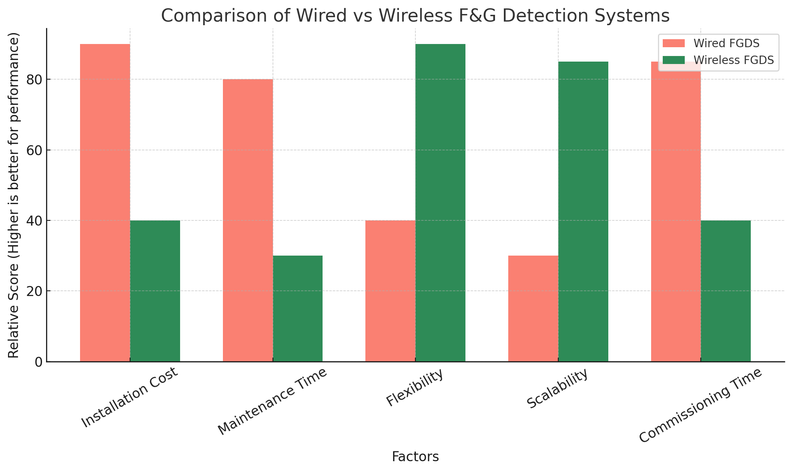 Comparison of Wired vs Wireless F&G Detection Systems
Relative Score (Higher is better for performance)
80
60
40
20
0
Wired FGDS
Wireless FGDS
Installation Cost
Maintenance Time
Flexibility
Scalability
Commissioning Time
Factors